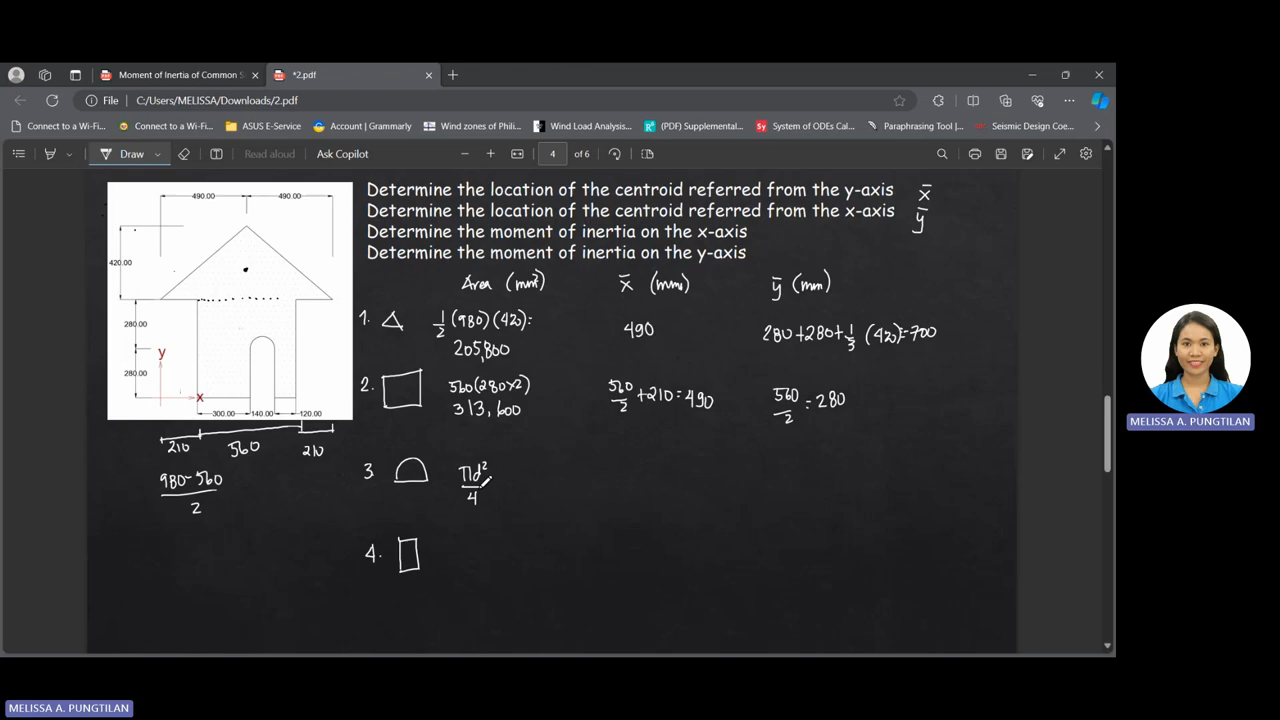 Moment of Inertia of Common S
*2.pdf
File
C:/Users/MELISSA/Downloads/2.pdf
Connect to a Wi-Fi...
Connect to a Wi-Fi...
ASUS E-Service
Account | Grammarly
Wind zones of Phili...
Wind Load Analysis...
(PDF) Supplemental...
System of ODEs Cal...
Paraphrasing Tool |...
Seismic Design Coe...
Draw
Read aloud
Ask Copilot
4 of 6
490.00 490.00
420.00
280.00
280.00
y
x
300.00 140.00 120.00
210 560 210
980-560
2
Determine the location of the centroid referred from the y-axis x̄
Determine the location of the centroid referred from the x-axis ȳ
Determine the moment of inertia on the x-axis
Determine the moment of inertia on the y-axis
Area (mm²) x̄ (mm) ȳ (mm)
1. 1/2 (980)(420)= 490 280+280+1/3 (420)=700
205,800
2. 560(280x2) 560/2 +210=490 560/2 =280
313,600
3 πd²/4
4.
MELISSA A. PUNGTILAN
MELISSA A. PUNGTILAN